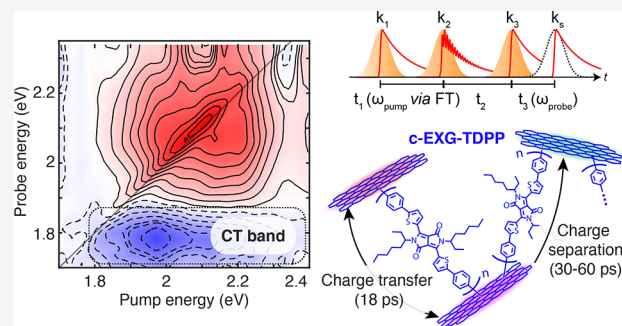 Probe energy (eV)
2.2
2.0
1.8
CT band
1.8
2.0
2.2
2.4
Pump energy (eV)
k1
k2
k3
ks
t
t1 (ωpump via FT)
t2
t3 (ωprobe)
c-EXG-TDPP
n
n
S
N
O
O
N
S
S
N
O
O
N
S
Charge transfer
(18 ps)
Charge
separation
(30-60 ps)